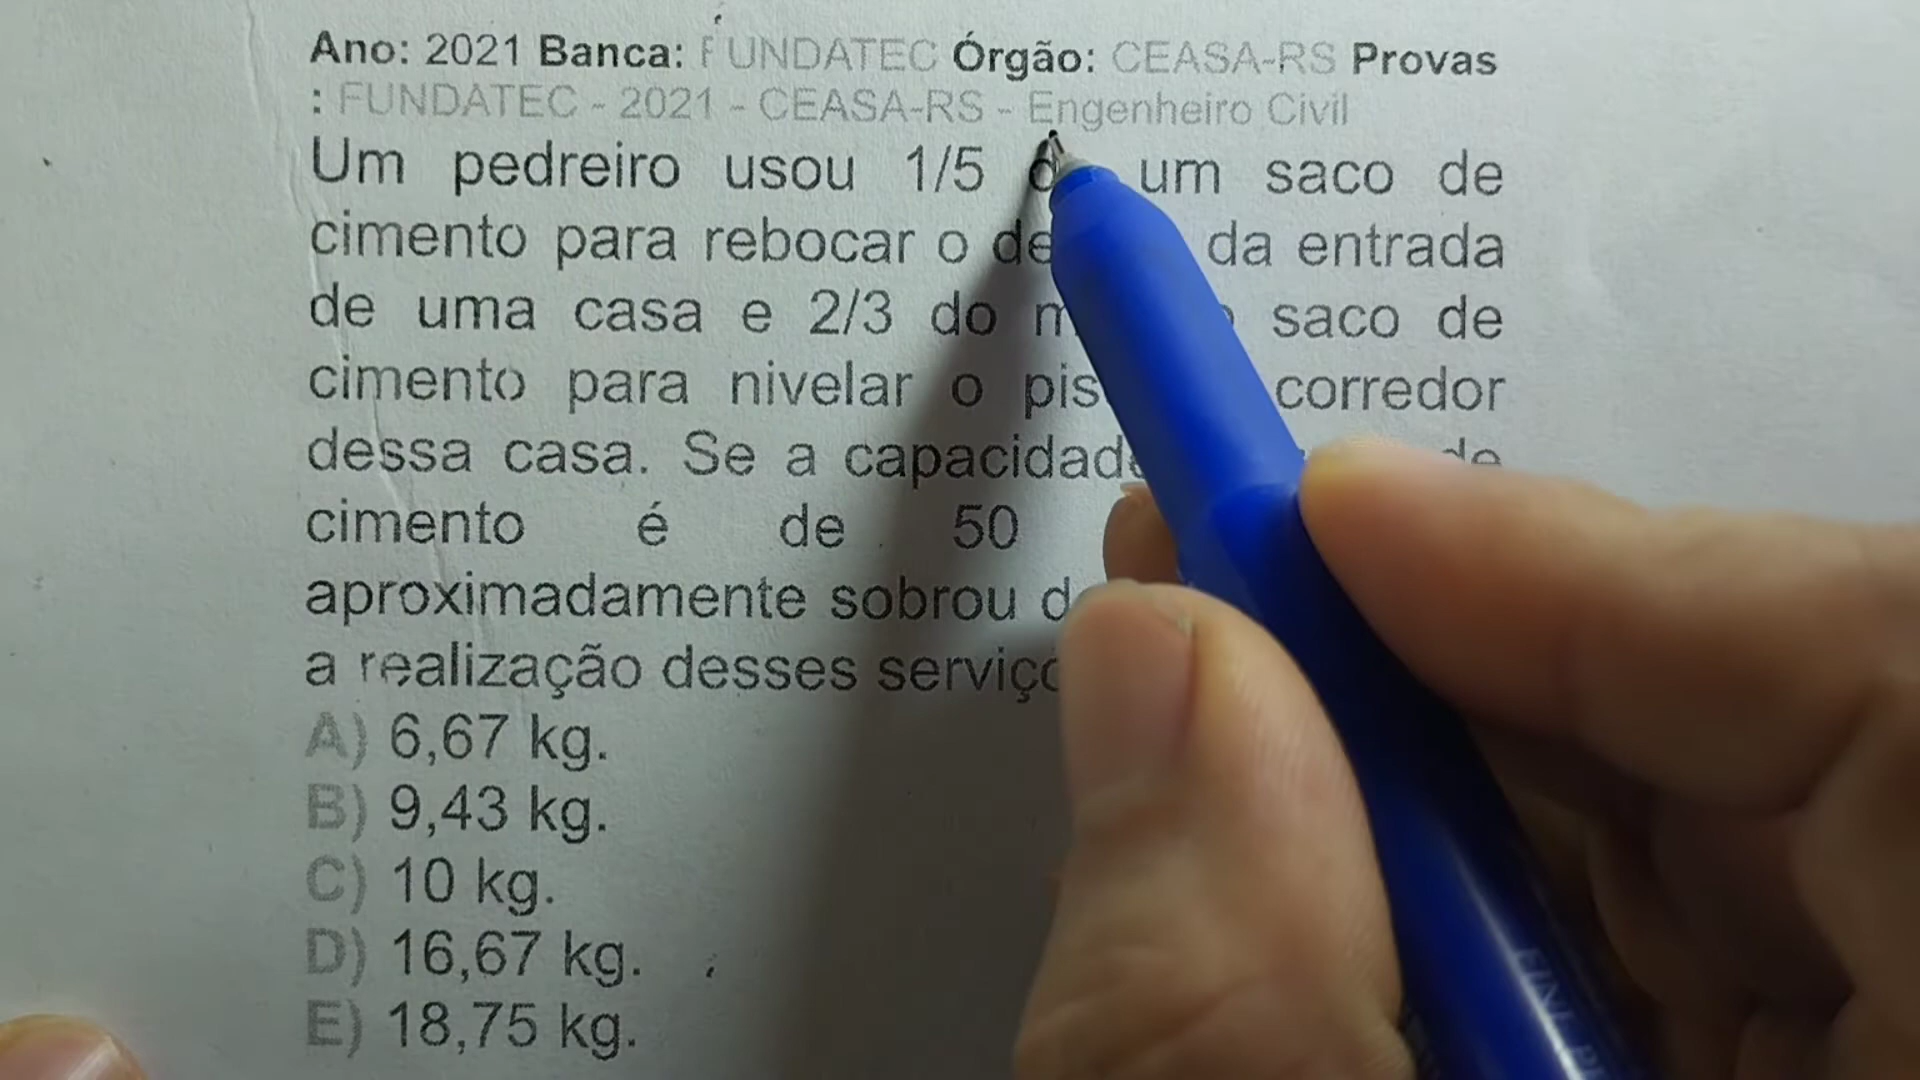 Ano: 2021 Banca: FUNDATEC Órgão: CEASA-RS Provas
: FUNDATEC - 2021 - CEASA-RS - Engenheiro Civil
Um pedreiro usou 1/5 um saco de
cimento para rebocar o da entrada
de uma casa e 2/3 do saco de
cimento para nivelar o corredor
dessa casa. Se a de
cimento é de 50
aproximadamente sobrou
a realização desses
A) 6,67 kg.
B) 9,43 kg.
C) 10 kg.
D) 16,67 kg.
E) 18,75 kg.